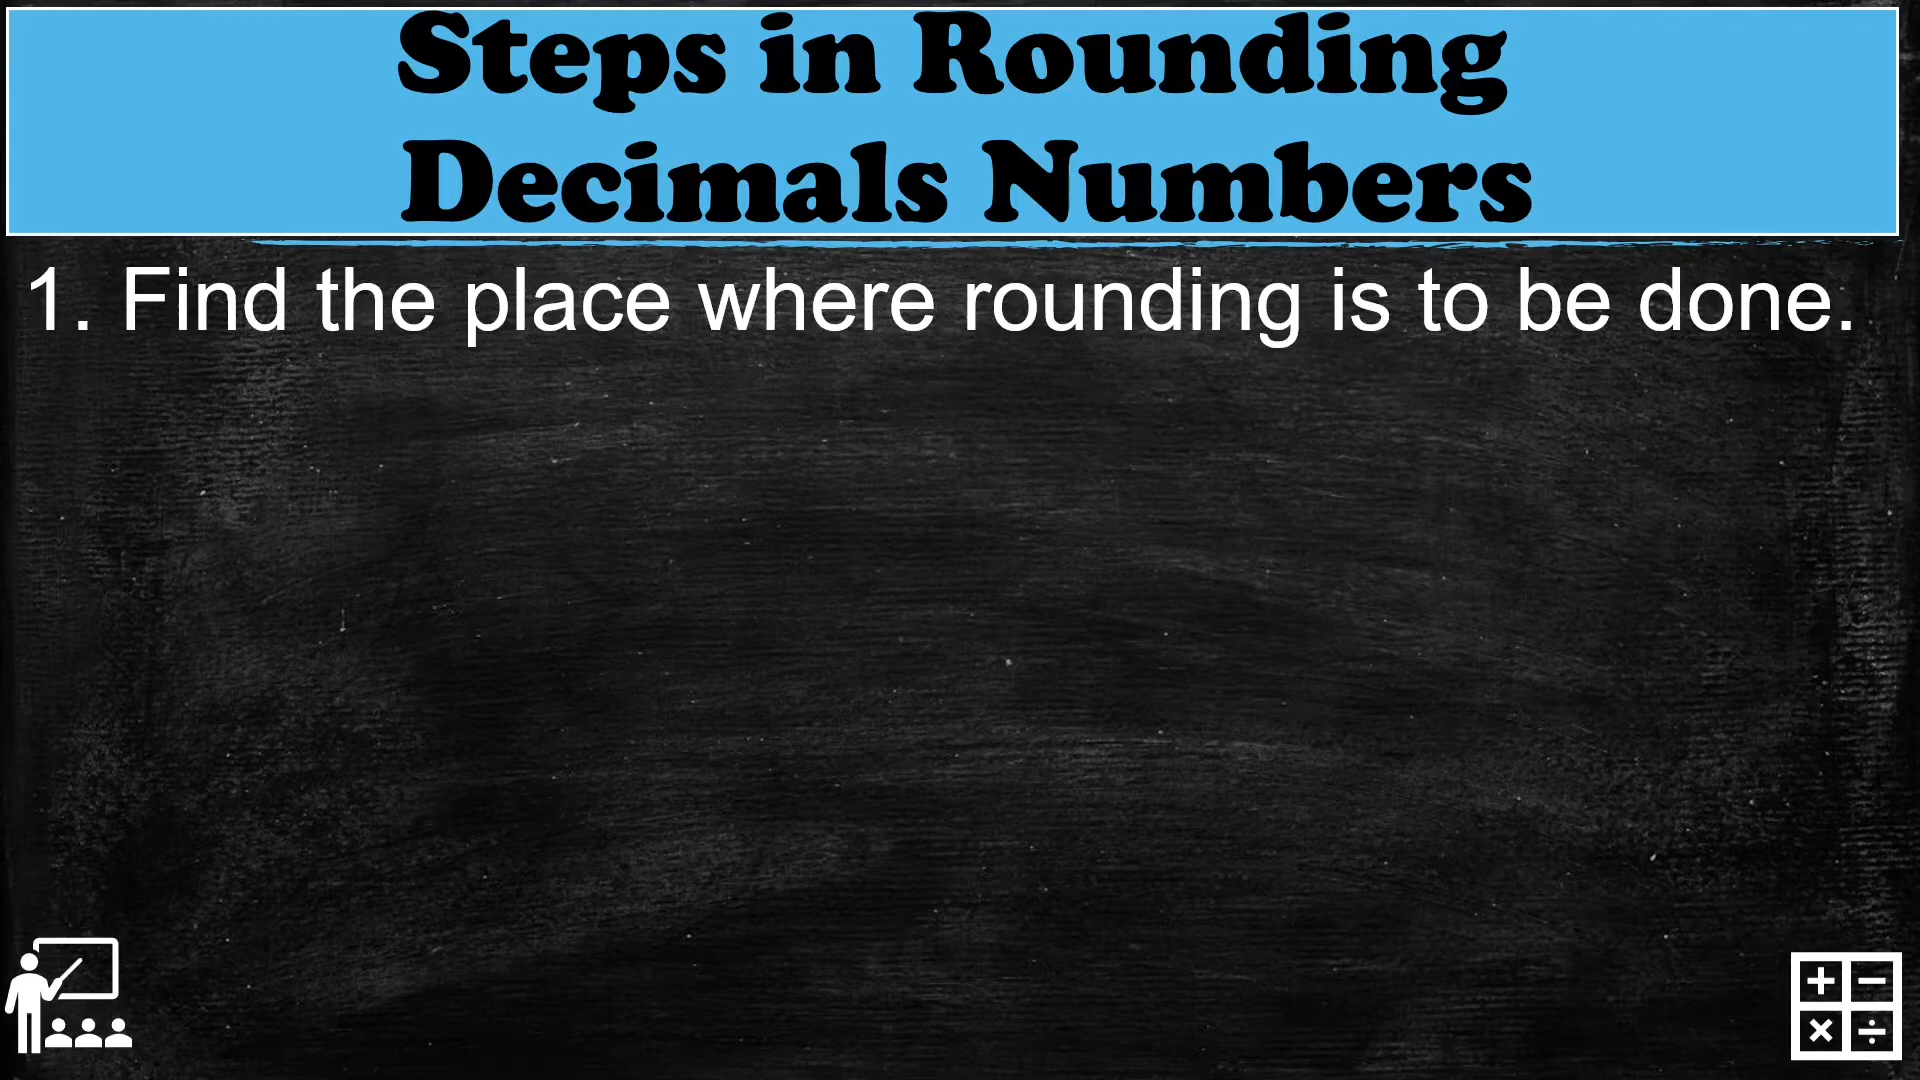 Steps in Rounding
Decimals Numbers
1. Find the place where rounding is to be done.